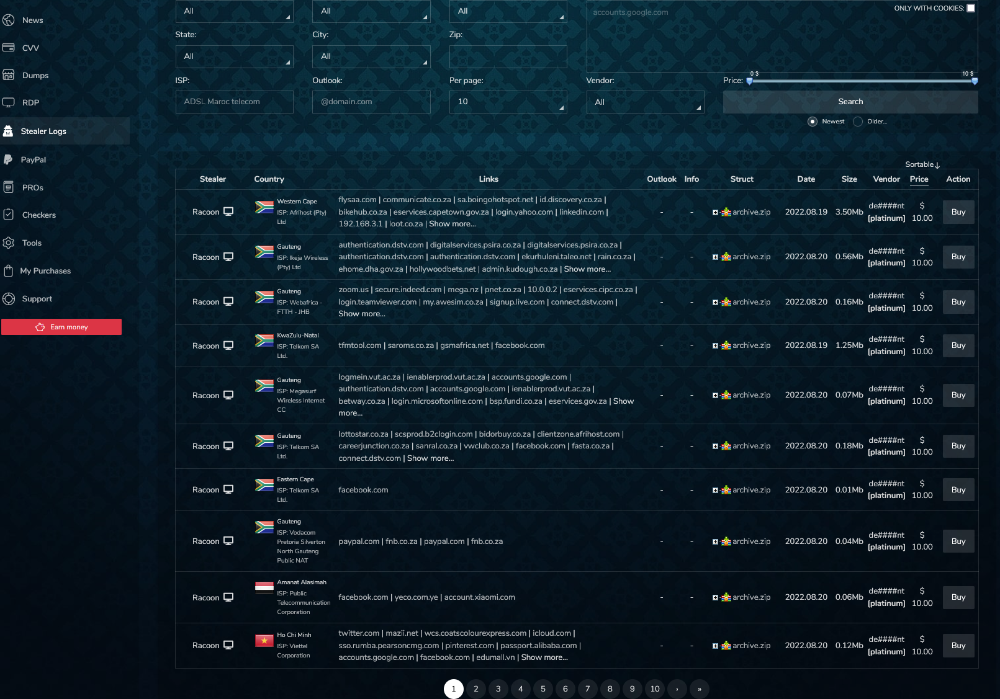 News
CVV
Dumps
RDP
Stealer Logs
PayPal
PROs
Checkers
Tools
My Purchases
Support
Earn money
All
All
All
accounts.google.com
ONLY WITH COOKIES:
State:
City:
Zip:
All
All
ISP:
Outlook:
Per page:
Vendor:
Price:
0 $
10 $
ADSL Maroc telecom
@domain.com
10
All
Search
Newest
Older...
Sortable↓
Stealer Country Links Outlook Info Struct Date Size Vendor Price Action
Racoon
Western Cape
ISP: Afrihost (Pty)
Ltd
flysaa.com | communicate.co.za | sa.boingohotspot.net | id.discovery.co.za |
bikehub.co.za | eservices.capetown.gov.za | login.yahoo.com | linkedin.com |
192.168.3.1 | loot.co.za | Show more...
-
-
archive.zip
2022.08.19
3.50Mb
de####nt
[platinum]
$
10.00
Buy
Racoon
Gauteng
ISP: Ikeja Wireless
(Pty) Ltd
authentication.dstv.com | digitalservices.psira.co.za | digitalservices.psira.co.za |
authentication.dstv.com | authentication.dstv.com | ekurhuleni.taleo.net | rain.co.za |
ehome.dha.gov.za | hollywoodbets.net | admin.kudough.co.za | Show more...
-
-
archive.zip
2022.08.20
0.56Mb
de####nt
[platinum]
$
10.00
Buy
Racoon
Gauteng
ISP: Webafrica -
FTTH - JHB
zoom.us | secure.indeed.com | mega.nz | pnet.co.za | 10.0.0.2 | eservices.cipc.co.za |
login.teamviewer.com | my.awesim.co.za | signup.live.com | connect.dstv.com |
Show more...
-
-
archive.zip
2022.08.20
0.16Mb
de####nt
[platinum]
$
10.00
Buy
Racoon
KwaZulu-Natal
ISP: Telkom SA
Ltd.
tfmtool.com | saroms.co.za | gsmafrica.net | facebook.com
-
-
archive.zip
2022.08.19
1.25Mb
de####nt
[platinum]
$
10.00
Buy
Racoon
Gauteng
ISP: Megasurf
Wireless Internet
CC
logmein.vut.ac.za | ienablerprod.vut.ac.za | accounts.google.com |
authentication.dstv.com | accounts.google.com | ienablerprod.vut.ac.za |
betway.co.za | login.microsoftonline.com | bsp.fundi.co.za | eservices.gov.za | Show
more...
-
-
archive.zip
2022.08.20
0.07Mb
de####nt
[platinum]
$
10.00
Buy
Racoon
Gauteng
ISP: Telkom SA
Ltd.
lottostar.co.za | scsprod.b2clogin.com | bidorbuy.co.za | clientzone.afrihost.com |
careerjunction.co.za | sanral.co.za | vwclub.co.za | facebook.com | fasta.co.za |
connect.dstv.com | Show more...
-
-
archive.zip
2022.08.20
0.18Mb
de####nt
[platinum]
$
10.00
Buy
Racoon
Eastern Cape
ISP: Telkom SA
Ltd.
facebook.com
-
-
archive.zip
2022.08.20
0.01Mb
de####nt
[platinum]
$
10.00
Buy
Racoon
Gauteng
ISP: Vodacom
Pretoria Silverton
North Gauteng
Public NAT
paypal.com | fnb.co.za | paypal.com | fnb.co.za
-
-
archive.zip
2022.08.20
0.04Mb
de####nt
[platinum]
$
10.00
Buy
Racoon
Amanat Alasimah
ISP: Public
Telecommunication
Corporation
facebook.com | yeco.com.ye | account.xiaomi.com
-
-
archive.zip
2022.08.20
0.06Mb
de####nt
[platinum]
$
10.00
Buy
Racoon
Ho Chi Minh
ISP: Viettel
Corporation
twitter.com | mazii.net | wcs.coatscolourexpress.com | icloud.com |
sso.rumba.pearsoncmg.com | pinterest.com | passport.alibaba.com |
accounts.google.com | facebook.com | edumall.vn | Show more...
-
-
archive.zip
2022.08.20
0.12Mb
de####nt
[platinum]
$
10.00
Buy
1 2 3 4 5 6 7 8 9 10 › »